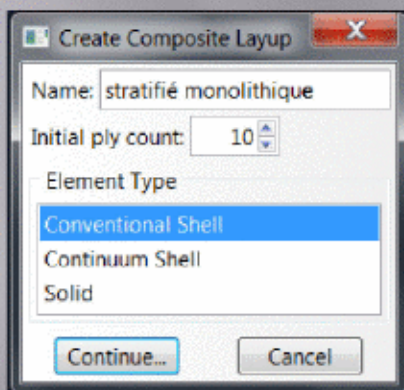 Create Composite Layup
Name: stratifié monolithique
Initial ply count: 10
Element Type
Conventional Shell
Continuum Shell
Solid
Continue... Cancel